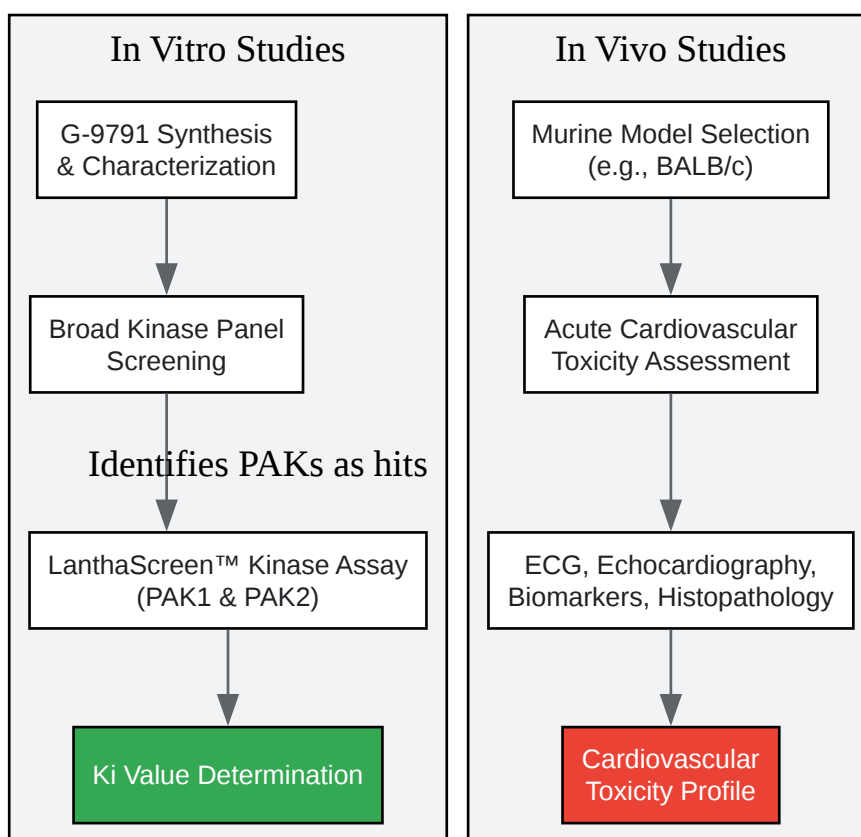 In Vitro Studies
G-9791 Synthesis
& Characterization
Broad Kinase Panel
Screening
Identifies PAKs as hits
LanthaScreen™ Kinase Assay
(PAK1 & PAK2)
Ki Value Determination
In Vivo Studies
Murine Model Selection
(e.g., BALB/c)
Acute Cardiovascular
Toxicity Assessment
ECG, Echocardiography,
Biomarkers, Histopathology
Cardiovascular
Toxicity Profile